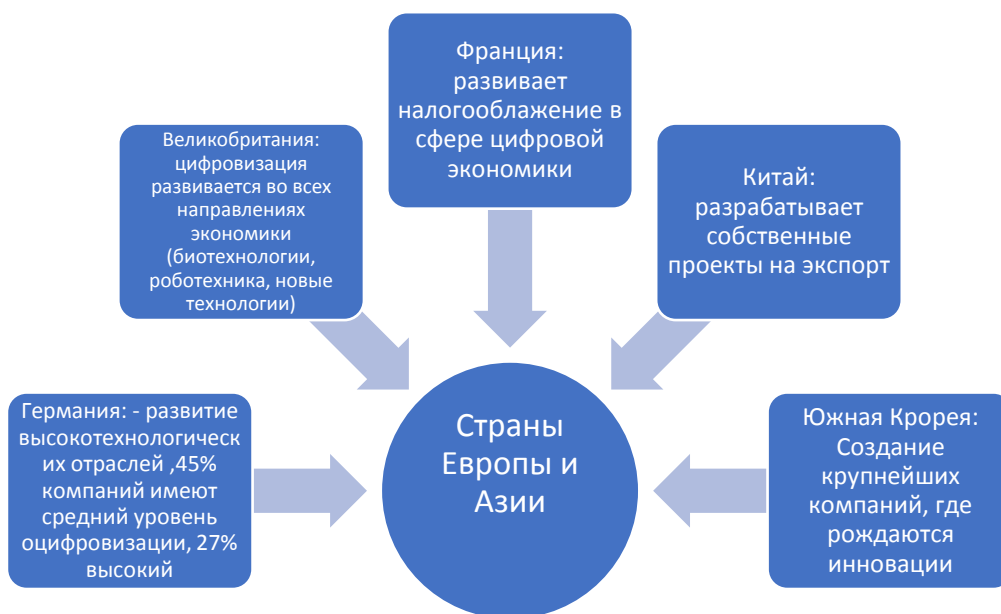 Франция:
развивает
налогооблажение в
сфере цифровой
экономики
Великобритания:
цифровизация
развивается во всех
направлениях
экономики
(биотехнологии,
роботехника, новые
технологии)
Китай:
разрабатывает
собственные
проекты на экспорт
Германия: - развитие
высокотехнологическ
их отраслей ,45%
компаний имеют
средний уровень
оцифровизации, 27%
высокий
Страны
Европы и
Азии
Южная Крорея:
Создание
крупнейших
компаний, где
рождаются
инновации